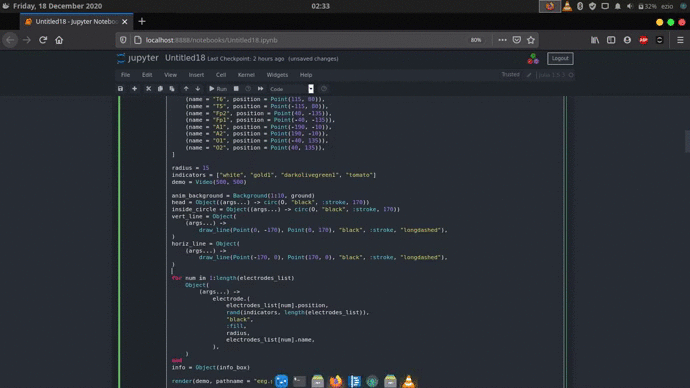 Friday, 18 December 2020
02:33
32%
ezio
Untitled18 - Jupyter Notebo
localhost:8888/notebooks/Untitled18.ipynb
80%
ABP
jupyter Untitled18 Last Checkpoint: 2 hours ago (unsaved changes)
Logout
File Edit View Insert Cell Kernel Widgets Help
Trusted
Run
Code
(name = "T6", position = Point(115, 80)),
(name = "T5", position = Point(-115, 80)),
(name = "Fp2", position = Point(40, -135)),
(name = "Fp1", position = Point(-40, -135)),
(name = "A1", position = Point(-190, -10)),
(name = "A2", position = Point(190, -10)),
(name = "O1", position = Point(-40, 135)),
(name = "O2", position = Point(40, 135)),
]
radius = 15
indicators = ["white", "gold1", "darkolivegreen1", "tomato"]
demo = Video(500, 500)
anim_background = Background(1:10, ground)
head = Object((args...) -> circ(O, "black", :stroke, 170))
inside_circle = Object((args...) -> circ(O, "black", :stroke, 170))
vert_line = Object(
(args...) ->
draw_line(Point(0, -170), Point(0, 170), "black", :stroke, "longdashed"),
)
horiz_line = Object(
(args...) ->
draw_line(Point(-170, 0), Point(170, 0), "black", :stroke, "longdashed"),
)
for num in 1:length(electrodes_list)
Object(
(args...) ->
electrode.(
electrodes_list[num].position,
rand(indicators, length(electrodes_list)),
"black",
:fill,
radius,
electrodes_list[num].name,
),
)
end
info = Object(info_box)
render(demo, pathname = "eeg.